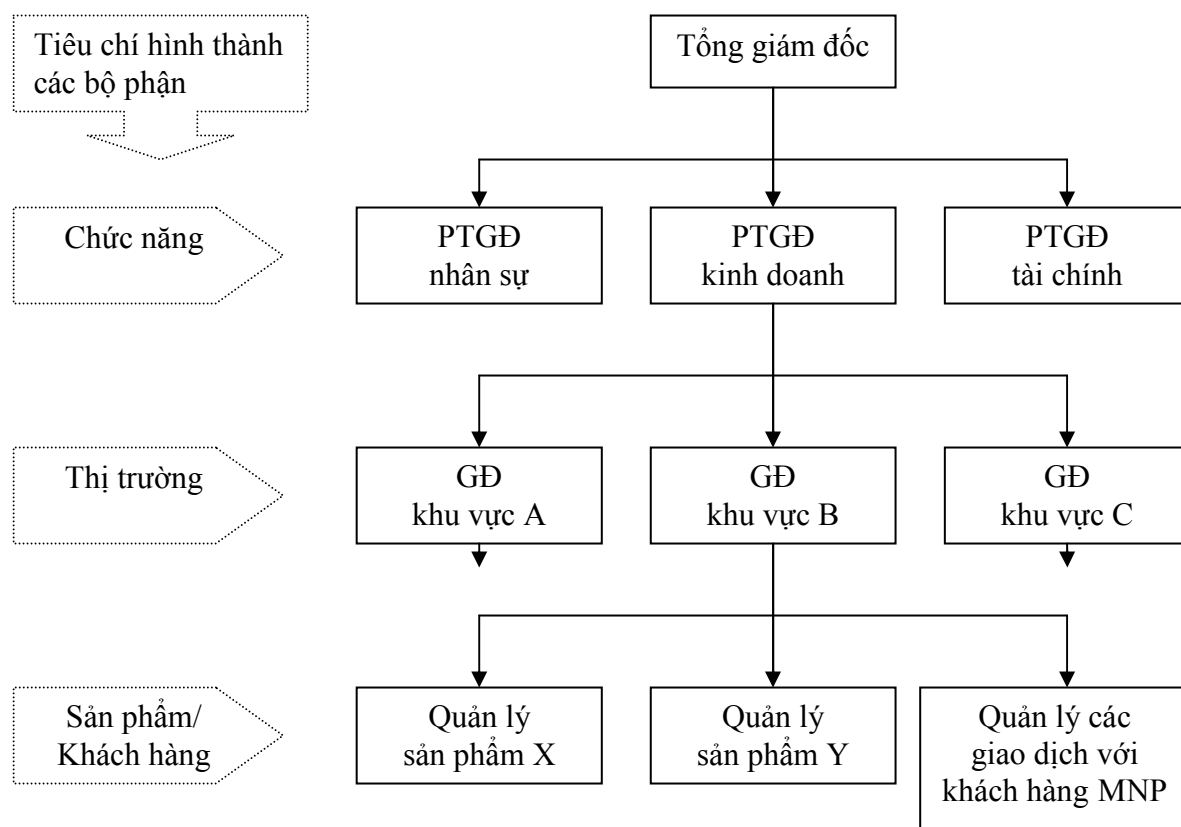 Tiêu chí hình thành
các bộ phận
Tổng giám đốc
Chức năng
PTGĐ
nhân sự
PTGĐ
kinh doanh
PTGĐ
tài chính
Thị trường
GĐ
khu vực A
GĐ
khu vực B
GĐ
khu vực C
Sản phẩm/
Khách hàng
Quản lý
sản phẩm X
Quản lý
sản phẩm Y
Quản lý các
giao dịch với
khách hàng MNP